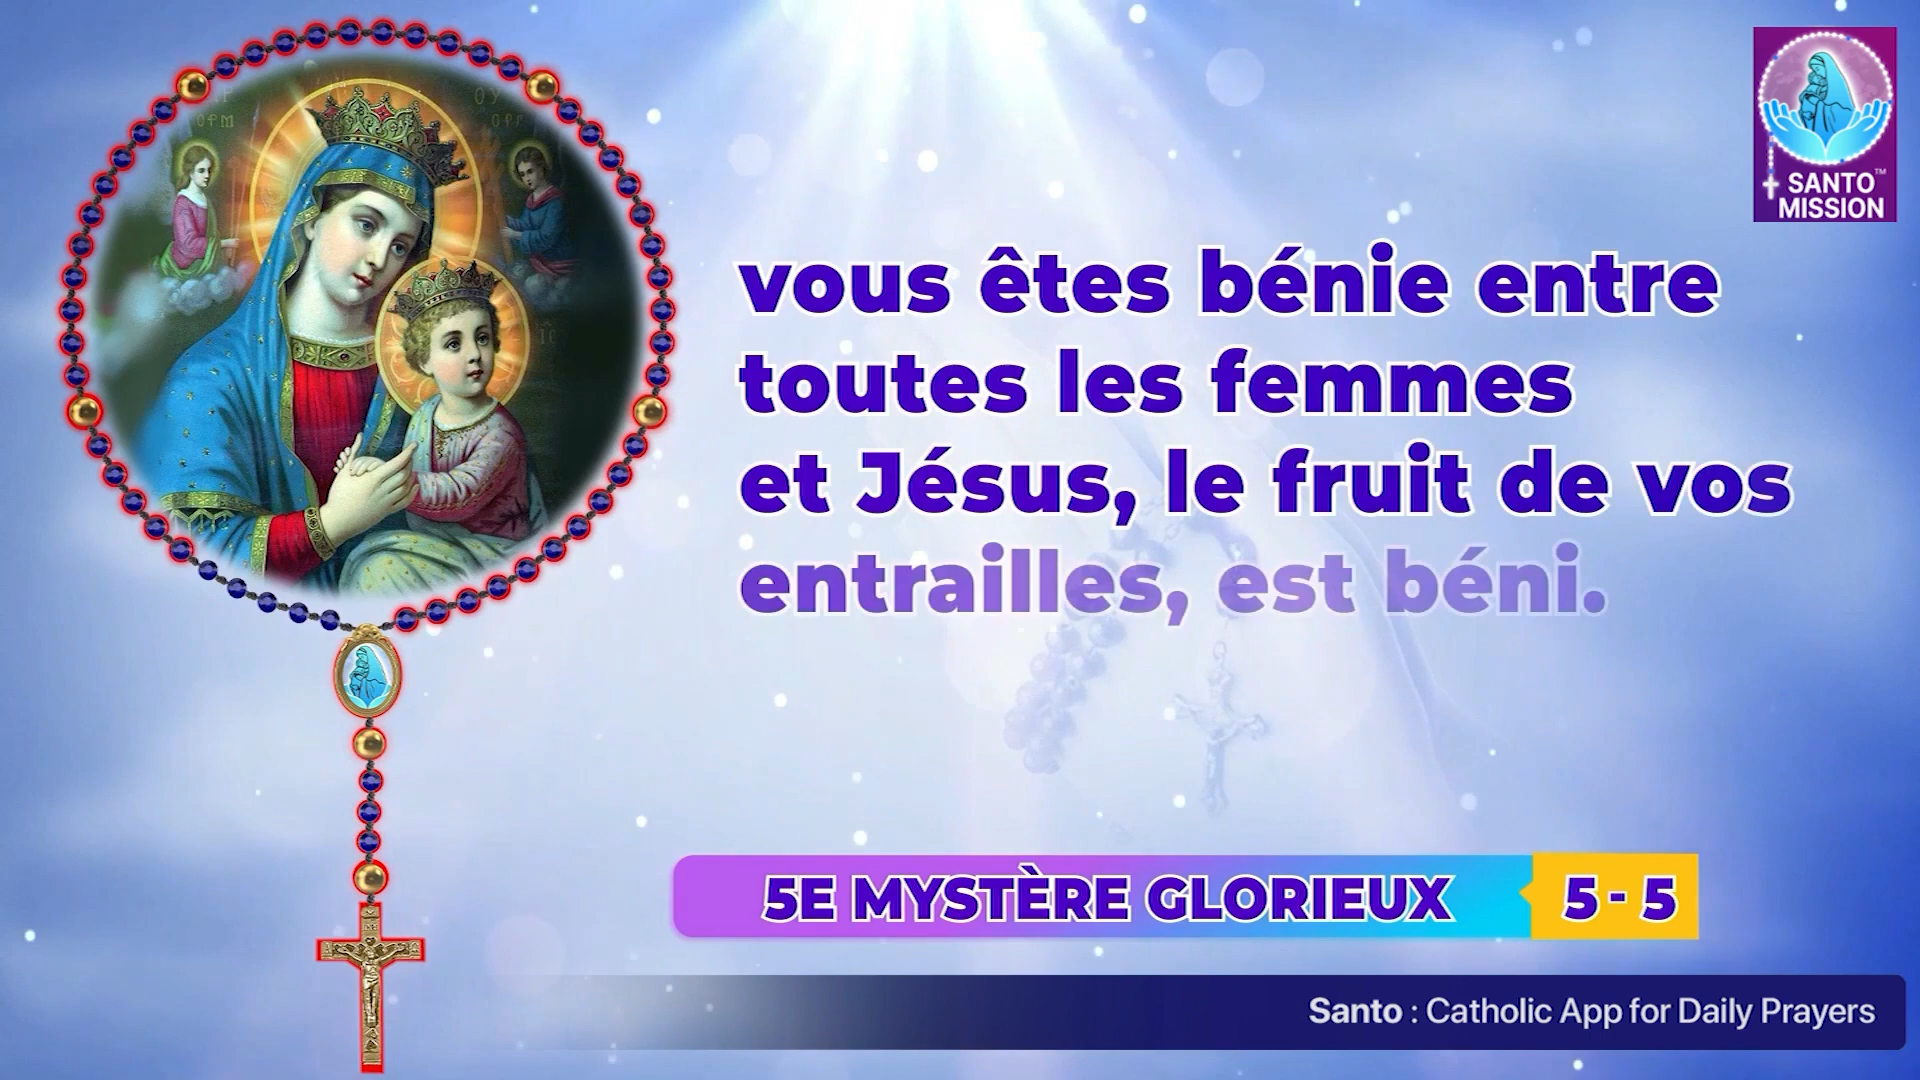 SANTO™
MISSION
vous êtes bénie entre
toutes les femmes
et Jésus, le fruit de vos
entrailles, est béni.
5E MYSTÈRE GLORIEUX
5 - 5
Santo : Catholic App for Daily Prayers